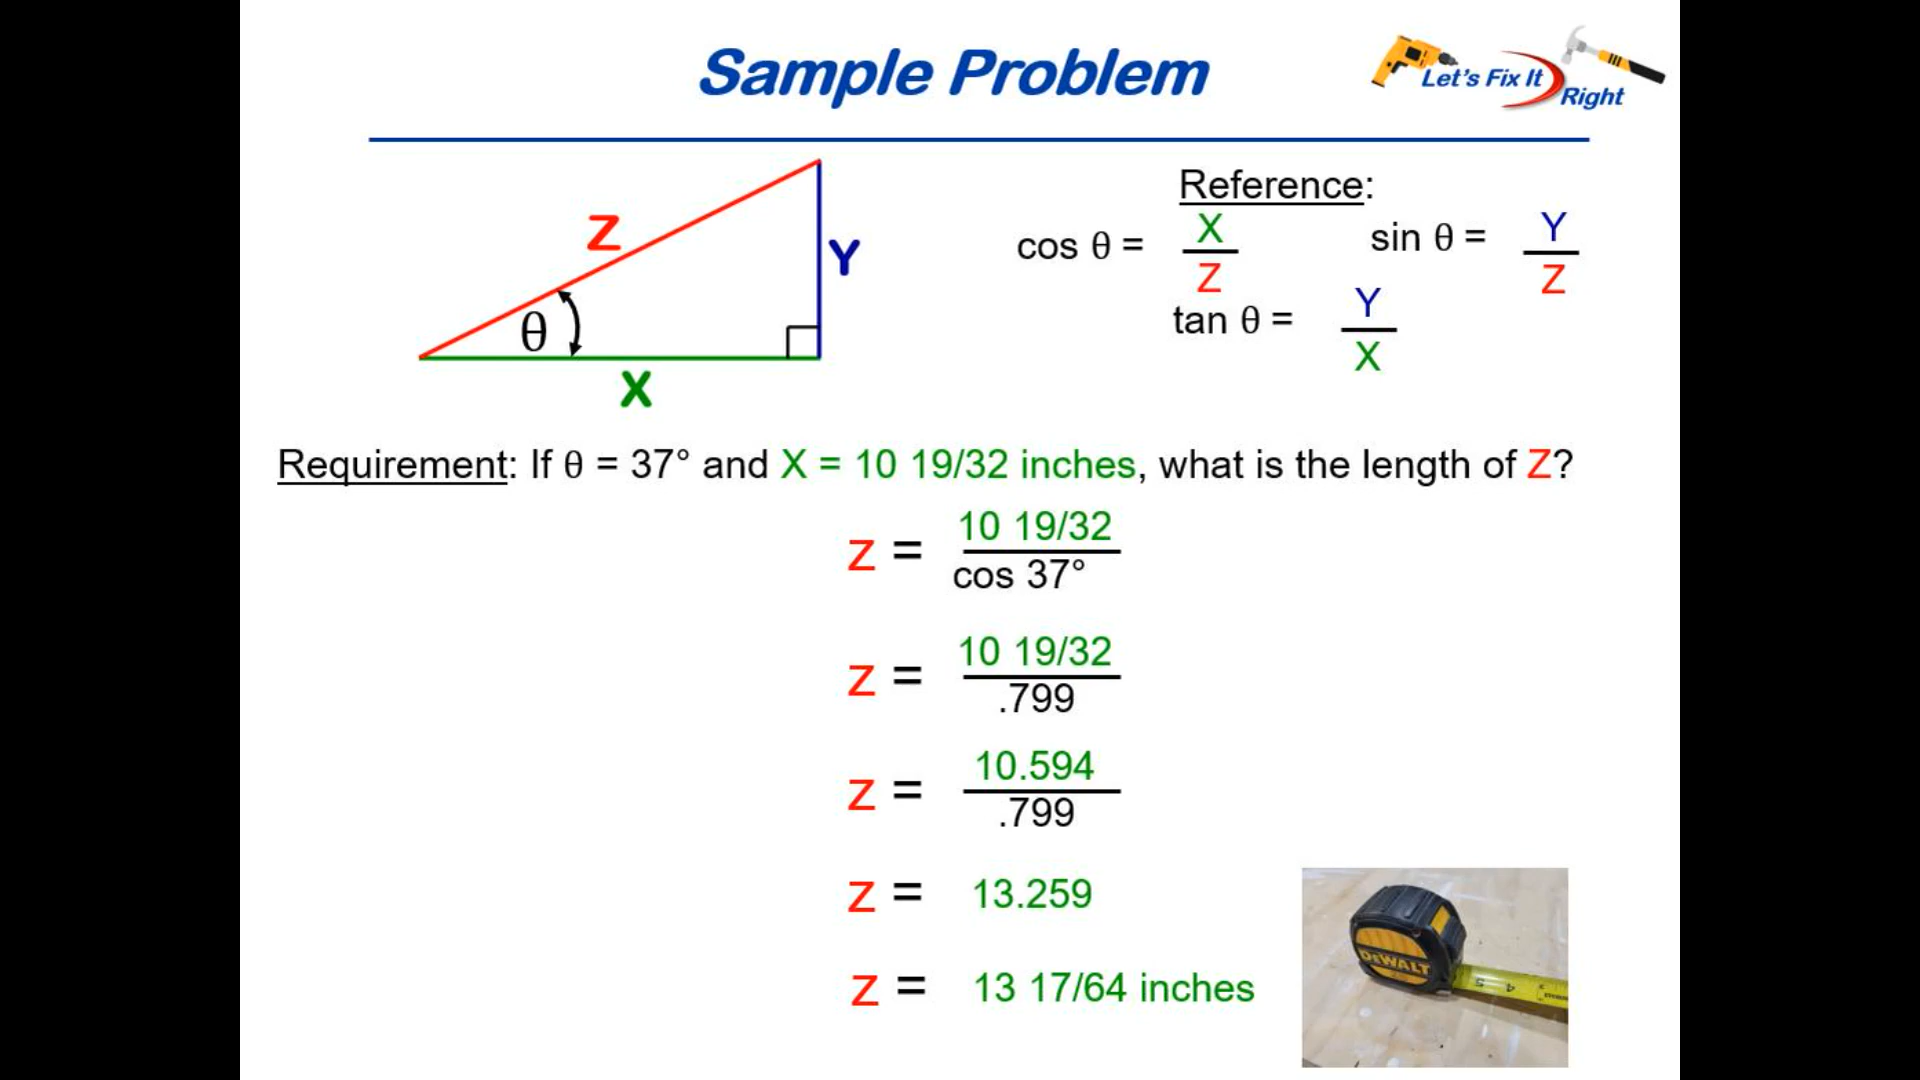 Sample Problem
Let's Fix It
Right
Reference:
cos θ = X/Z
sin θ = Y/Z
tan θ = Y/X
Z
Y
θ
X
Requirement: If θ = 37° and X = 10 19/32 inches, what is the length of Z?
z = 10 19/32
cos 37°
z = 10 19/32
.799
z = 10.594
.799
z = 13.259
z = 13 17/64 inches
DEWALT
5 4